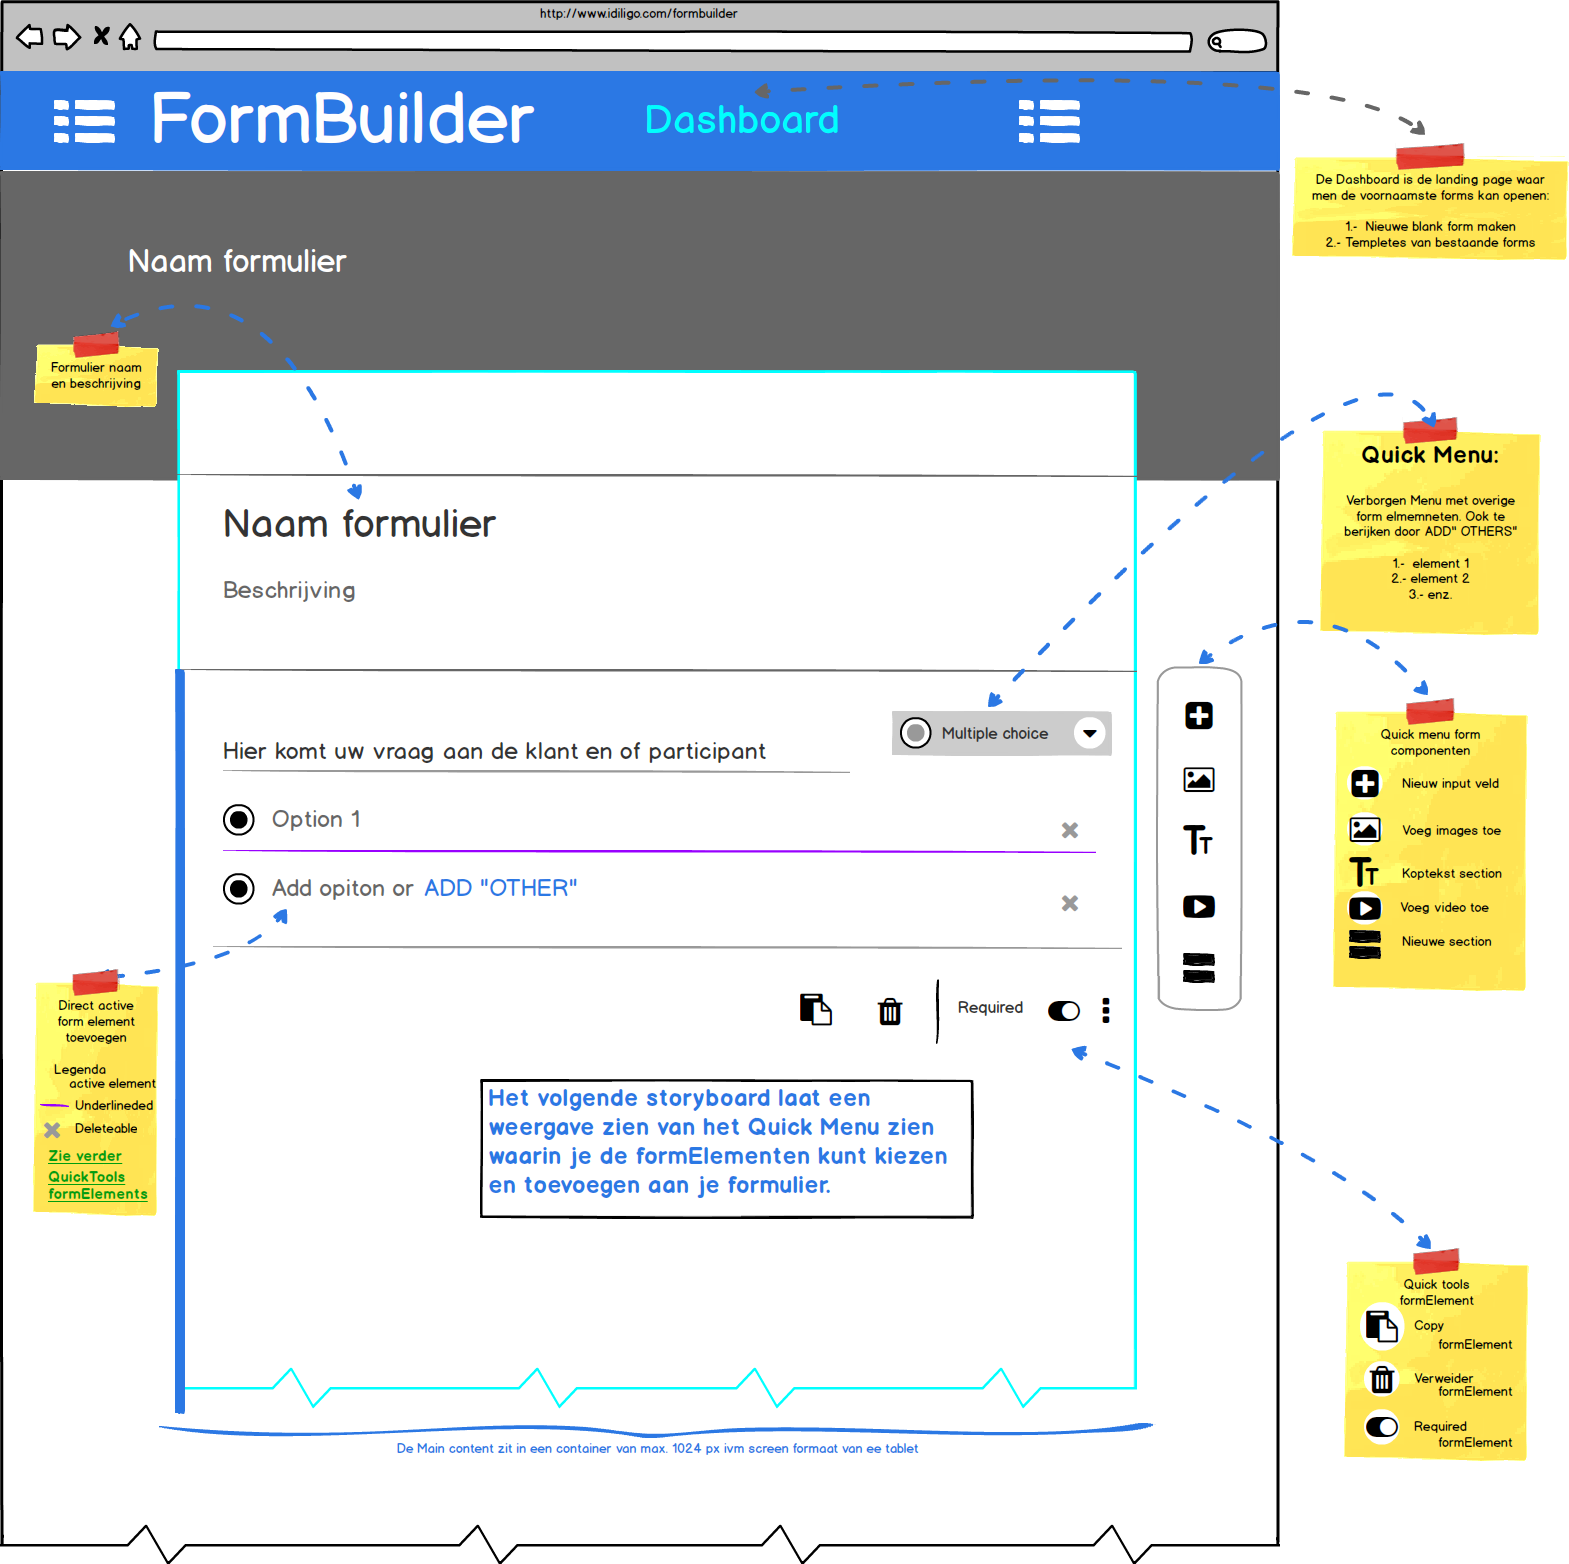 http://www.idiligo.com/formbuilder
FormBuilder
Dashboard
De Dashboard is de landing page waar
men de voornaamste forms kan openen:
1.- Nieuwe blank form maken
2.- Templetes van bestaande forms
Naam formulier
Formulier naam
en beschrijving
Quick Menu:
Verborgen Menu met overige
form elmemneten. Ook te
berijken door ADD" OTHERS"
1.- element 1
2.- element 2
3.- enz.
Naam formulier
Beschrijving
Multiple choice
Hier komt uw vraag aan de klant en of participant
Option 1
Add opiton or ADD "OTHER"
Quick menu form
componenten
Nieuw input veld
Voeg images toe
Koptekst section
Voeg video toe
Nieuwe section
TT
TT
Required
Direct active
form element
toevoegen
Legenda
active element
Underlineded
Deleteable
Zie verder
QuickTools
formElements
Het volgende storyboard laat een
weergave zien van het Quick Menu zien
waarin je de formElementen kunt kiezen
en toevoegen aan je formulier.
Quick tools
formElement
Copy
formElement
Verweider
formElement
Required
formElement
De Main content zit in een container van max. 1024 px ivm screen formaat van ee tablet